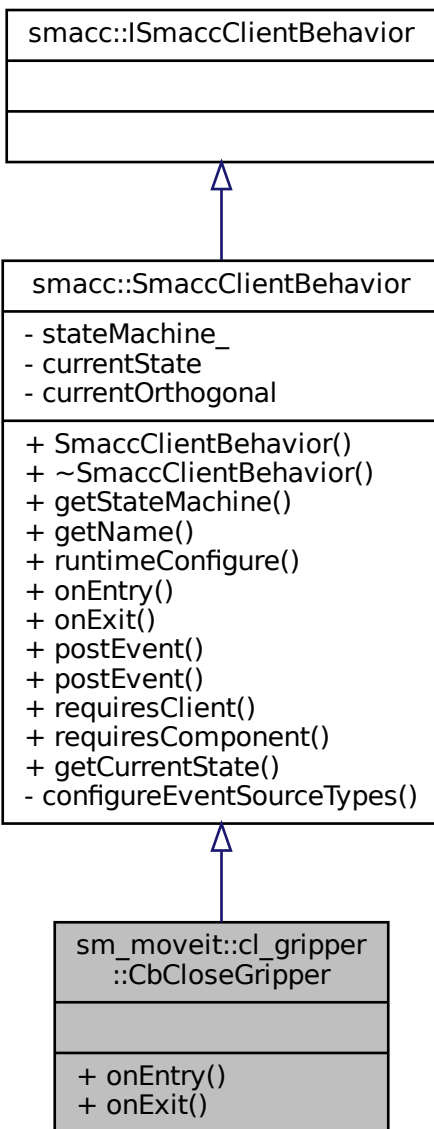 smacc::ISmaccClientBehavior
smacc::SmaccClientBehavior
- stateMachine_
- currentState
- currentOrthogonal
+ SmaccClientBehavior()
+ ~SmaccClientBehavior()
+ getStateMachine()
+ getName()
+ runtimeConfigure()
+ onEntry()
+ onExit()
+ postEvent()
+ postEvent()
+ requiresClient()
+ requiresComponent()
+ getCurrentState()
- configureEventSourceTypes()
sm_moveit::cl_gripper
::CbCloseGripper
+ onEntry()
+ onExit()